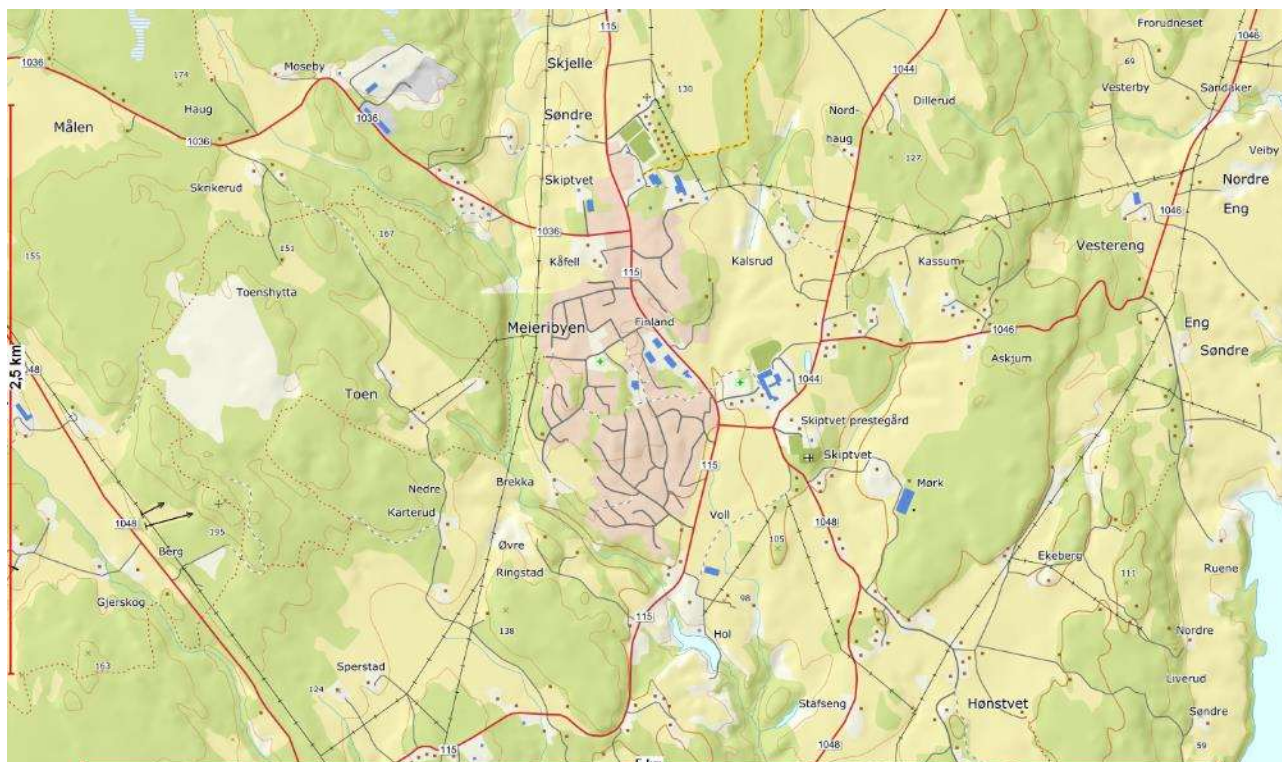 115
Skjelle
Frorudneset
1046
1036
Moseby
1044
69
174
130
Vesterby
Sandaker
Haug
Søndre
Nord-
haug
Dillerud
1036
Målen
1036
127
Veiby
Skrikerud
Skiptvet
Nordre
Eng
1046
167
1036
Vestereng
155
151
Kåfell
Kalsrud
Kassum
115
Toenshytta
Meieribyen
Finland
1046
Eng
Søndre
Askjum
2,5 km
1044
Toen
Skiptvet prestegård
Skiptvet
115
Nedre
Karterud
Brekka
Mørk
Voll
1048
195
1048
Øvre
Ringstad
105
Berg
Ekeberg
Ruene
111
Gjerskog
98
115
138
Hol
Nordre
Liverud
163
Sperstad
124
Stafseng
Hønstvet
Søndre
59
1048
115